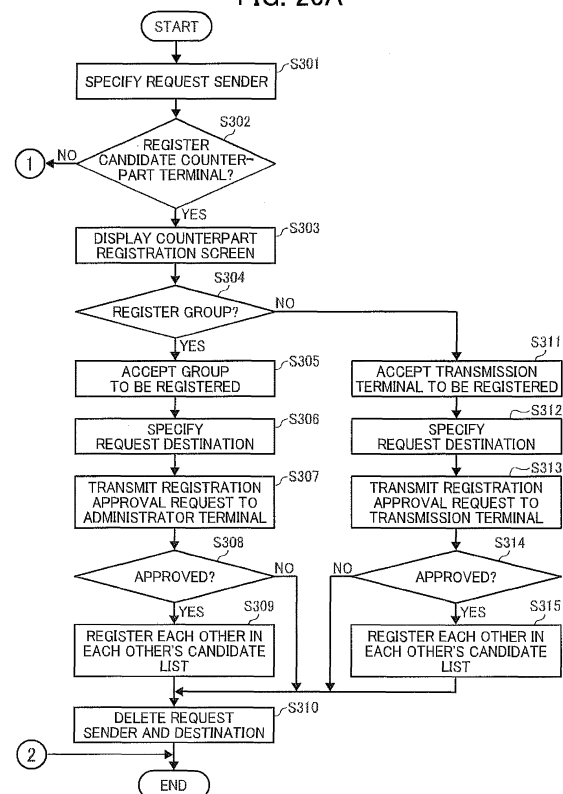 FIG. 20A
START
SPECIFY REQUEST SENDER
S301
S302
REGISTER
CANDIDATE COUNTER-
PART TERMINAL?
1
NO
YES
S303
DISPLAY COUNTERPART
REGISTRATION SCREEN
S304
REGISTER GROUP?
NO
YES
S305
ACCEPT GROUP
TO BE REGISTERED
S306
SPECIFY
REQUEST DESTINATION
S307
TRANSMIT REGISTRATION
APPROVAL REQUEST TO
ADMINISTRATOR TERMINAL
S308
APPROVED?
NO
YES
S309
REGISTER EACH OTHER IN
EACH OTHER'S CANDIDATE
LIST
S311
ACCEPT TRANSMISSION
TERMINAL TO BE REGISTERED
S312
SPECIFY
REQUEST DESTINATION
S313
TRANSMIT REGISTRATION
APPROVAL REQUEST TO
TRANSMISSION TERMINAL
S314
NO
APPROVED?
YES
S315
REGISTER EACH OTHER IN
EACH OTHER'S CANDIDATE
LIST
S310
DELETE REQUEST
SENDER AND DESTINATION
2
END